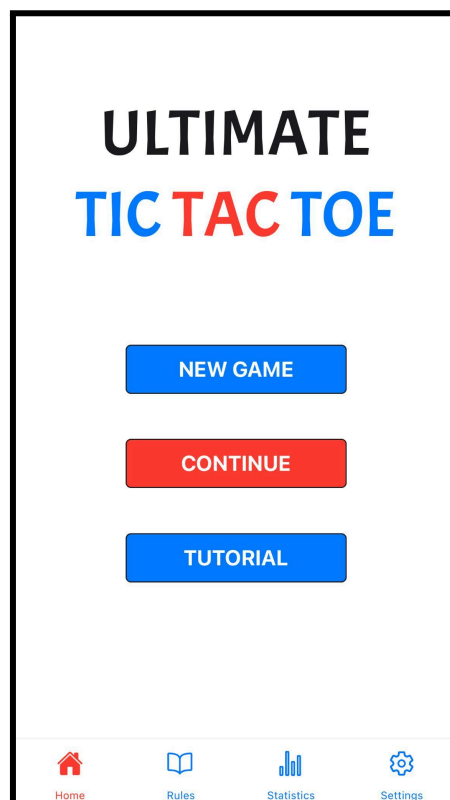 ULTIMATE
TIC TAC TOE
NEW GAME
CONTINUE
TUTORIAL
Home Rules Statistics Settings